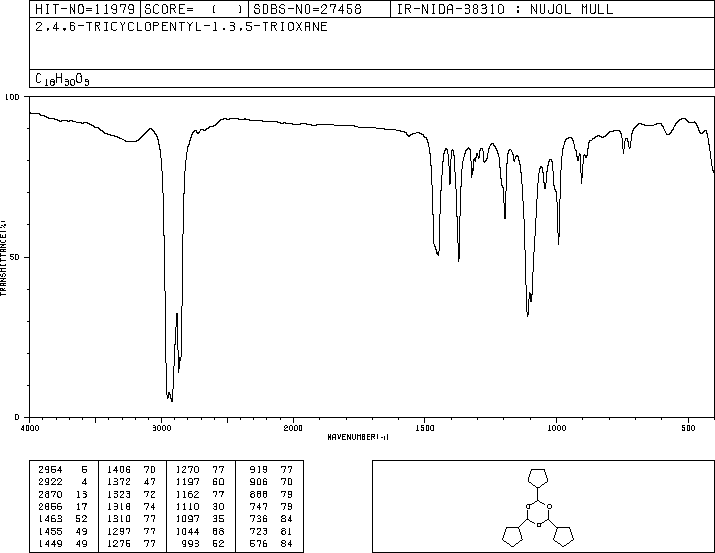 HIT-NO=11979 SCORE= ( ) SDBS-NO=27458 IR-NIDA-38310 : NUJOL MULL
2,4,6-TRICYCLOPENTYL-1,3,5-TRIOXANE
C18H30O3
100
50
0
TRANSMITTANCE(%)
4000 3000 2000 1500 1000 500
WAVENUMBER(-1)
2954 6 1406 70 1270 77 919 77
2922 4 1372 47 1197 60 906 70
2870 13 1323 72 1162 77 888 79
2856 17 1318 74 1110 30 747 79
1463 52 1310 77 1097 35 736 84
1455 49 1297 77 1044 68 723 81
1449 49 1276 77 993 52 576 84
O O
O